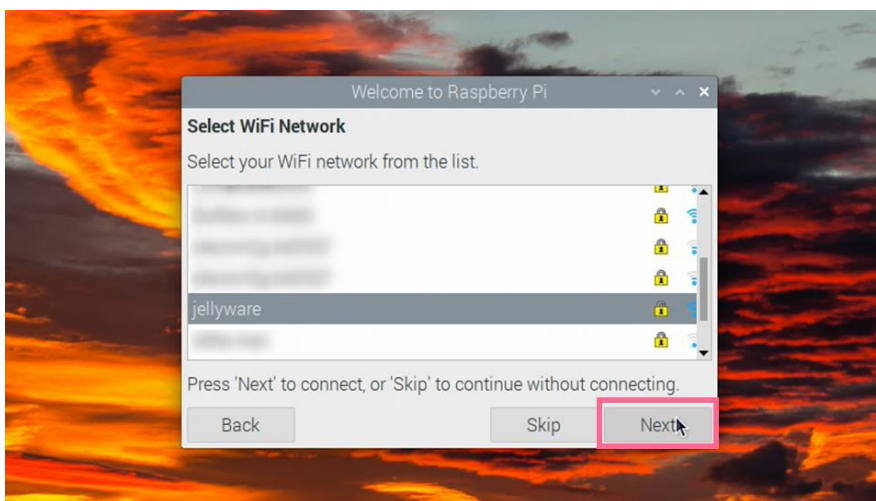 Welcome to Raspberry Pi
Select WiFi Network
Select your WiFi network from the list.
jellyware
Press 'Next' to connect, or 'Skip' to continue without connecting.
Back Skip Next